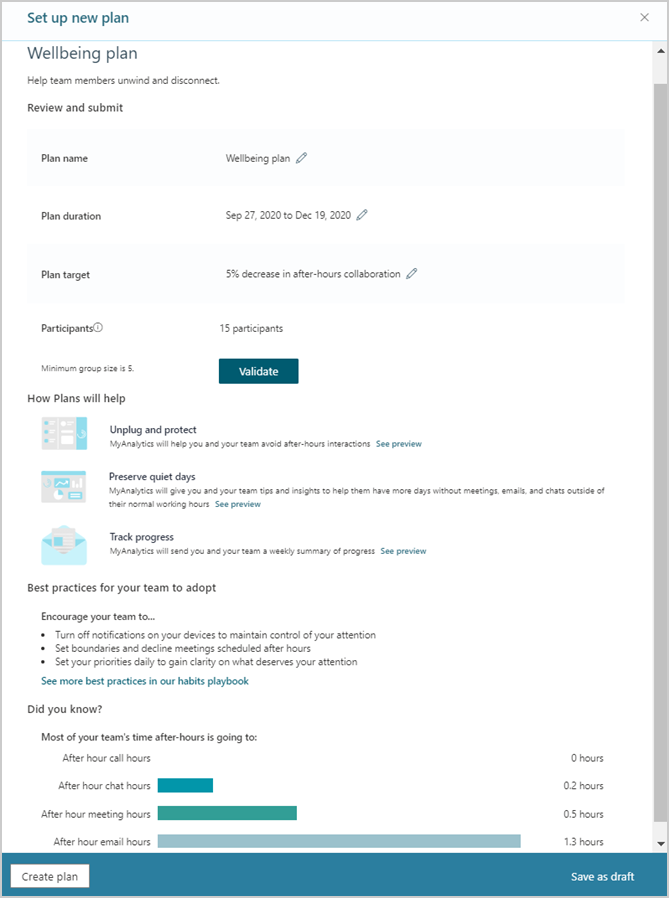 Set up new plan
Wellbeing plan
Help team members unwind and disconnect.
Review and submit
Plan name
Wellbeing plan
Plan duration
Sep 27, 2020 to Dec 19, 2020
Plan target
5% decrease in after-hours collaboration
Participants
15 participants
Minimum group size is 5.
Validate
How Plans will help
Unplug and protect
MyAnalytics will help you and your team avoid after-hours interactions See preview
Preserve quiet days
MyAnalytics will give you and your team tips and insights to help them have more days without meetings, emails, and chats outside of
their normal working hours See preview
Track progress
MyAnalytics will send you and your team a weekly summary of progress See preview
Best practices for your team to adopt
Encourage your team to...
• Turn off notifications on your devices to maintain control of your attention
• Set boundaries and decline meetings scheduled after hours
• Set your priorities daily to gain clarity on what deserves your attention
See more best practices in our habits playbook
Did you know?
Most of your team's time after-hours is going to:
After hour call hours 0 hours
After hour chat hours 0.2 hours
After hour meeting hours 0.5 hours
After hour email hours 1.3 hours
Create plan
Save as draft